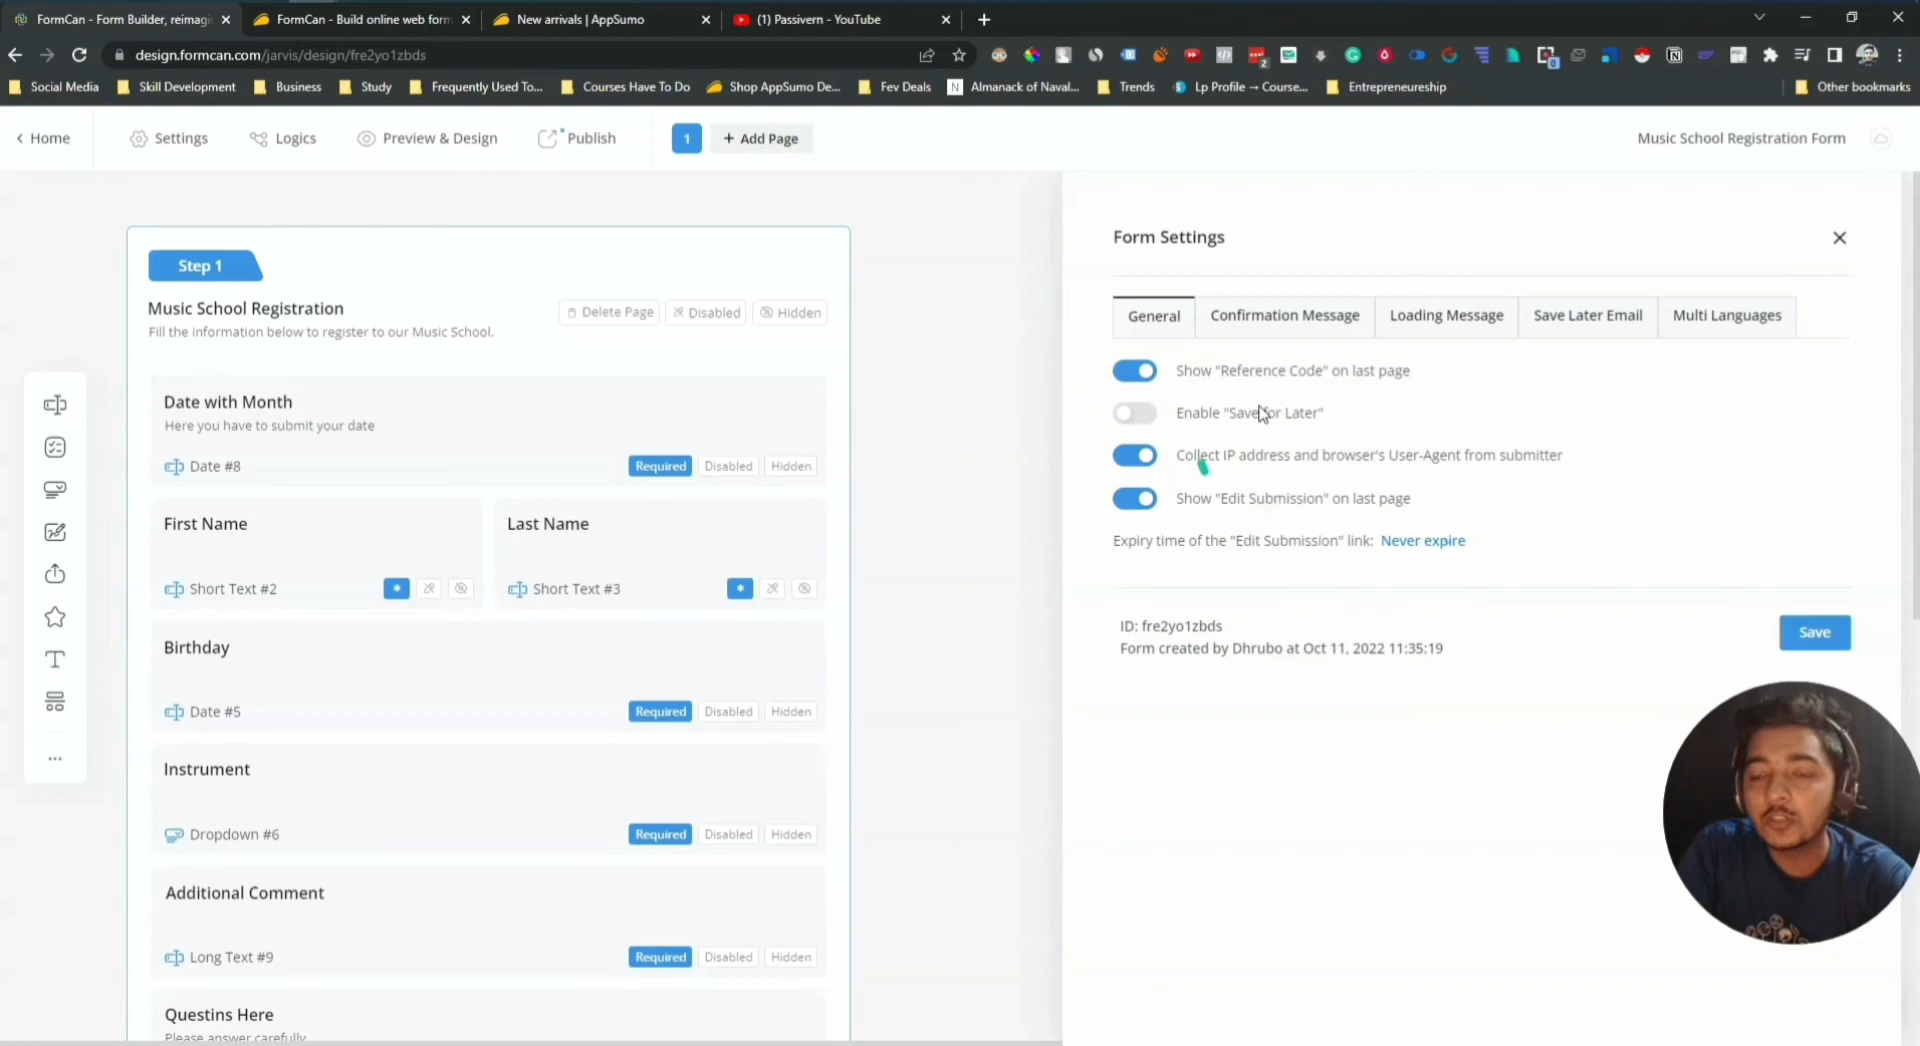 FormCan - Form Builder, reimagi
FormCan - Build online web form
New arrivals | AppSumo
(1) Passivern - YouTube
design.formcan.com/jarvis/design/fre2yo1zbds
2
0
Social Media
Skill Development
Business
Study
Frequently Used To...
Courses Have To Do
Shop AppSumo De...
Fev Deals
N
Almanack of Naval...
Trends
Lp Profile → Course...
Entrepreneureship
Other bookmarks
Home
Settings
Logics
Preview & Design
Publish
1
+ Add Page
Music School Registration Form
Step 1
Music School Registration
Delete Page
Disabled
Hidden
Fill the information below to register to our Music School.
Date with Month
Here you have to submit your date
Date #8
Required
Disabled
Hidden
First Name
Last Name
Short Text #2
*
Short Text #3
*
Birthday
Date #5
Required
Disabled
Hidden
Instrument
Dropdown #6
Required
Disabled
Hidden
Additional Comment
Long Text #9
Required
Disabled
Hidden
Questins Here
Please answer carefully
Form Settings
General
Confirmation Message
Loading Message
Save Later Email
Multi Languages
Show "Reference Code" on last page
Enable "Save for Later"
Collect IP address and browser's User-Agent from submitter
Show "Edit Submission" on last page
Expiry time of the "Edit Submission" link: Never expire
ID: fre2yo1zbds
Form created by Dhrubo at Oct 11, 2022 11:35:19
Save